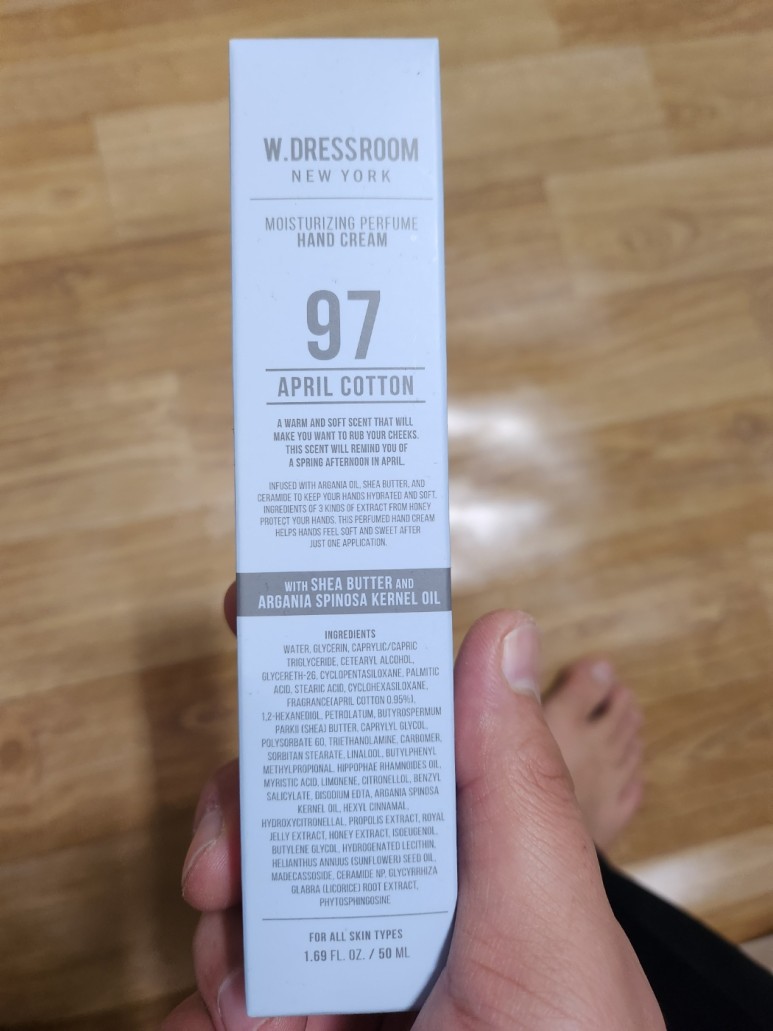 W.DRESSROOM
NEW YORK
MOISTURIZING PERFUME
HAND CREAM
97
APRIL COTTON
A WARM AND SOFT SCENT THAT WILL
MAKE YOU WANT TO RUB YOUR CHEEKS.
THIS SCENT WILL REMIND YOU OF
A SPRING AFTERNOON IN APRIL.
INFUSED WITH ARGANIA OIL, SHEA BUTTER, AND
CERAMIDE TO KEEP YOUR HANDS HYDRATED AND SOFT.
INGREDIENTS OF 3 KINDS OF EXTRACT FROM HONEY
PROTECT YOUR HANDS. THIS PERFUMED HAND CREAM
HELPS HANDS FEEL SOFT AND SWEET AFTER
JUST ONE APPLICATION.
WITH SHEA BUTTER AND
ARGANIA SPINOSA KERNEL OIL
INGREDIENTS
WATER, GLYCERIN, CAPRYLIC/CAPRIC
TRIGLYCERIDE, CETEARYL ALCOHOL,
GLYCERETH-26, CYCLOPENTASILOXANE, PALMITIC
ACID, STEARIC ACID, CYCLOHEXASILOXANE,
FRAGRANCE(APRIL COTTON 0.95%),
1,2-HEXANEDIOL, PETROLATUM, BUTYROSPERMUM
PARKII (SHEA) BUTTER, CAPRYLYL GLYCOL,
POLYSORBATE 60, TRIETHANOLAMINE, CARBOMER,
SORBITAN STEARATE, LINALOOL, BUTYLPHENYL
METHYLPROPIONAL, HIPPOPHAE RHAMNOIDES OIL,
MYRISTIC ACID, LIMONENE, CITRONELLOL, BENZYL
SALICYLATE, DISODIUM EDTA, ARGANIA SPINOSA
KERNEL OIL, HEXYL CINNAMAL,
HYDROXYCITRONELLAL, PROPOLIS EXTRACT, ROYAL
JELLY EXTRACT, HONEY EXTRACT, ISOEUGENOL,
BUTYLENE GLYCOL, HYDROGENATED LECITHIN,
HELIANTHUS ANNUUS (SUNFLOWER) SEED OIL,
MADECASSOSIDE, CERAMIDE NP, GLYCYRRHIZA
GLABRA (LICORICE) ROOT EXTRACT,
PHYTOSPHINGOSINE
FOR ALL SKIN TYPES
1.69 FL. OZ. / 50 ML